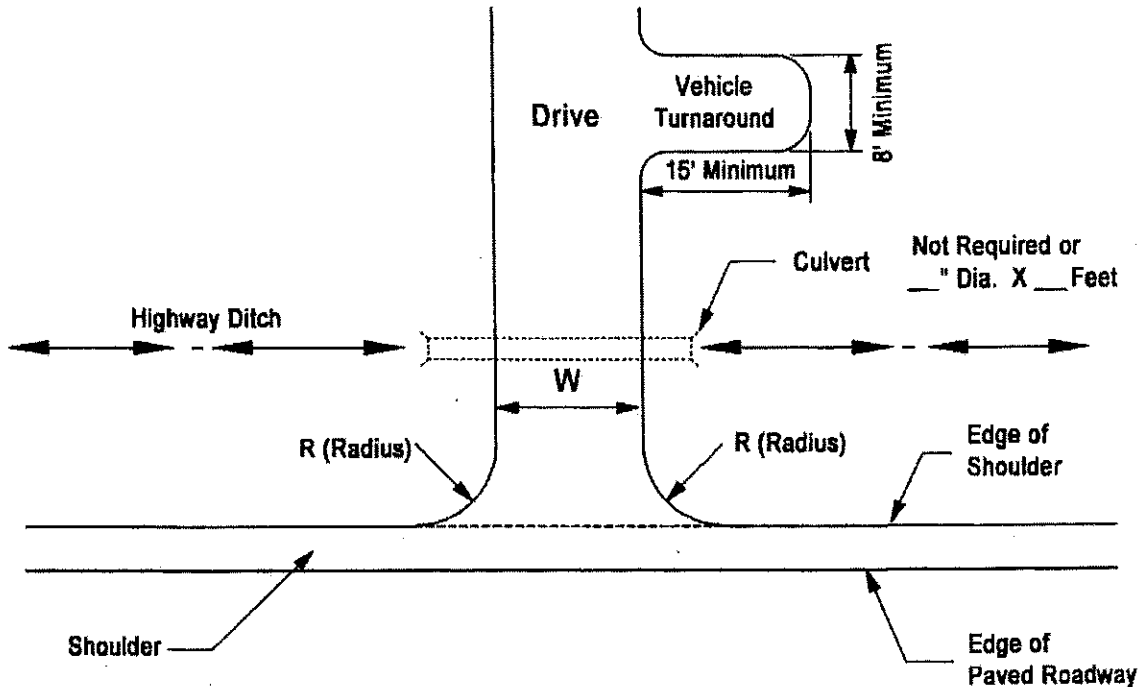 Drive
Vehicle
Turnaround
8' Minimum
15' Minimum
Culvert
Not Required or
__" Dia. X __ Feet
Highway Ditch
W
R (Radius)
R (Radius)
Edge of
Shoulder
Shoulder
Edge of
Paved Roadway